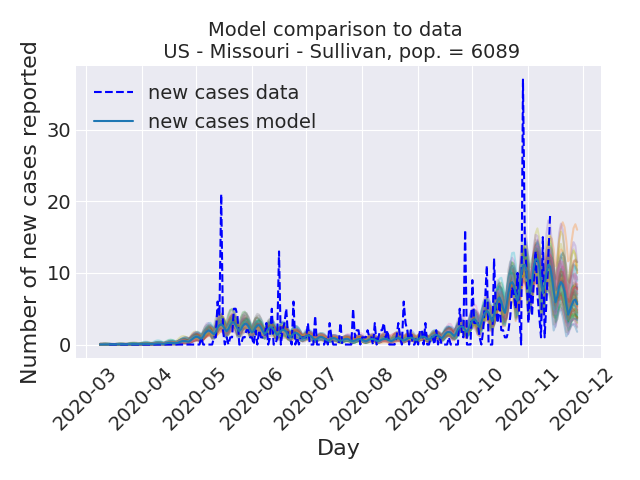 Model comparison to data
US - Missouri - Sullivan, pop. = 6089
Number of new cases reported
new cases data
new cases model
30
20
10
0
2020-03
2020-04
2020-05
2020-06
2020-07
2020-08
2020-09
2020-10
2020-11
2020-12
Day